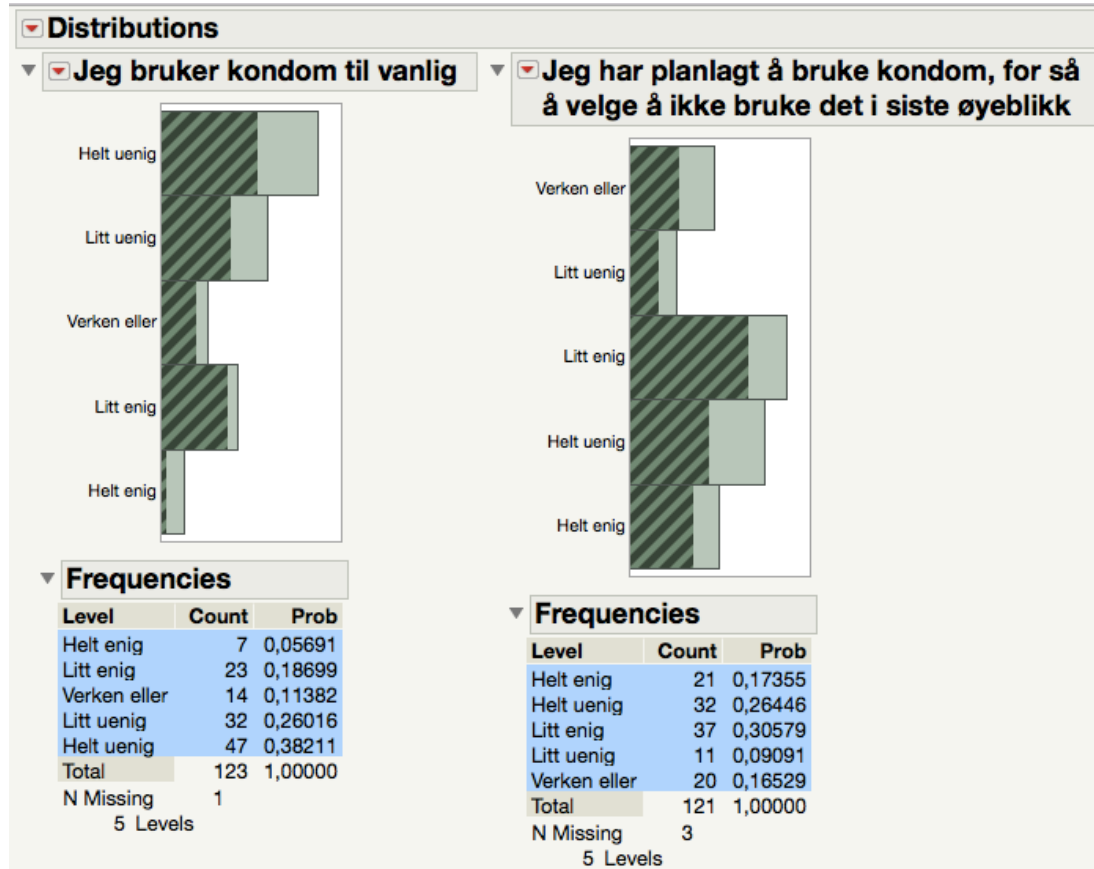 Distributions
Jeg bruker kondom til vanlig
Helt uenig
Litt uenig
Verken eller
Litt enig
Helt enig
Frequencies
Level Count Prob
Helt enig 7 0,05691
Litt enig 23 0,18699
Verken eller 14 0,11382
Litt uenig 32 0,26016
Helt uenig 47 0,38211
Total 123 1,00000
N Missing 1
5 Levels
Jeg har planlagt å bruke kondom, for så
å velge å ikke bruke det i siste øyeblikk
Verken eller
Litt uenig
Litt enig
Helt uenig
Helt enig
Frequencies
Level Count Prob
Helt enig 21 0,17355
Helt uenig 32 0,26446
Litt enig 37 0,30579
Litt uenig 11 0,09091
Verken eller 20 0,16529
Total 121 1,00000
N Missing 3
5 Levels